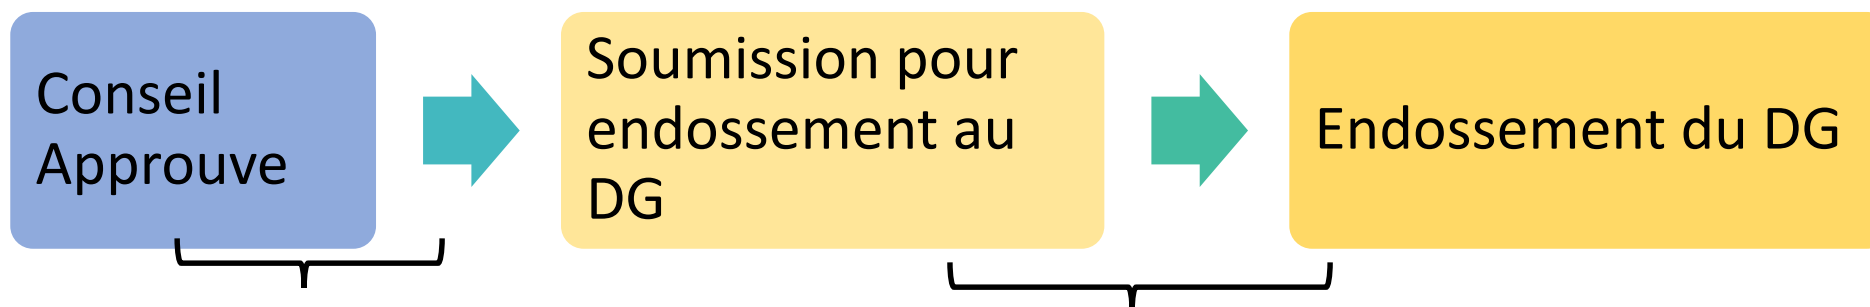 Conseil
Approuve
Soumission pour
endossement au
DG
Endossement du DG